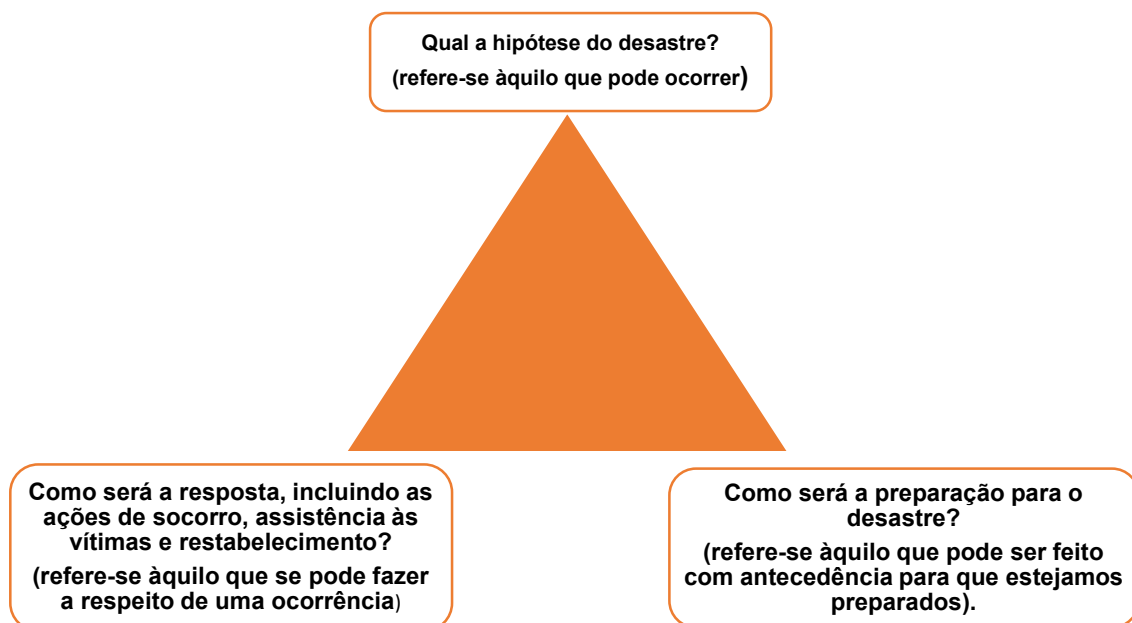 Qual a hipótese do desastre?
(refere-se àquilo que pode ocorrer)
Como será a resposta, incluindo as
ações de socorro, assistência às
vítimas e restabelecimento?
(refere-se àquilo que se pode fazer
a respeito de uma ocorrência)
Como será a preparação para o
desastre?
(refere-se àquilo que pode ser feito
com antecedência para que estejamos
preparados).